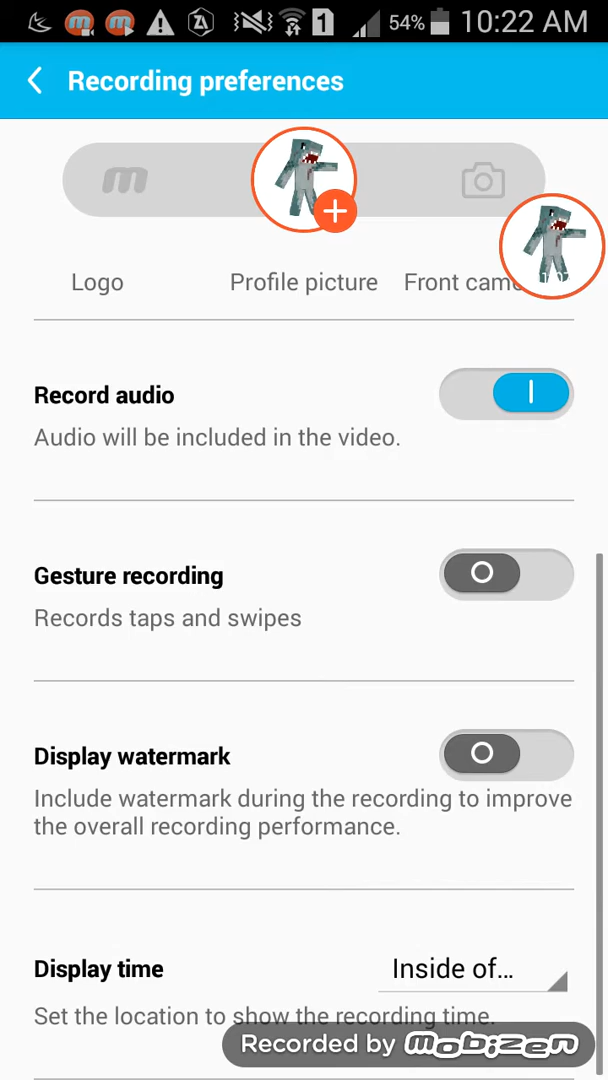 1 54% 10:22 AM
Recording preferences
m
Logo Profile picture Front came
Record audio
Audio will be included in the video.
Gesture recording
Records taps and swipes
Display watermark
Include watermark during the recording to improve
the overall recording performance.
Display time Inside of...
Set the location to show the recording time.
Recorded by mobizen